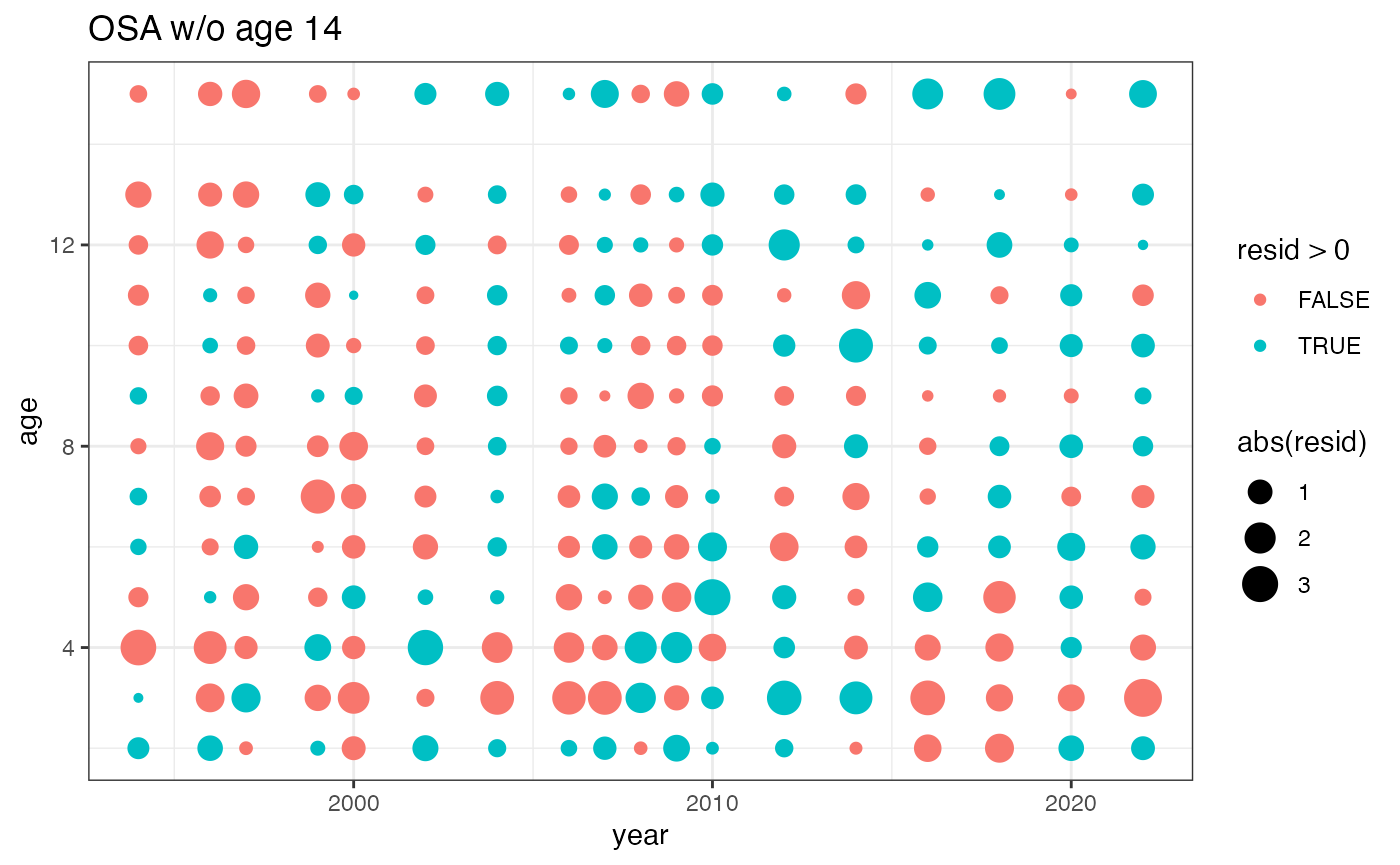 OSA w/o age 14
12
8
4
age
2000 2010 2020
year
resid > 0
FALSE
TRUE
abs(resid)
1
2
3